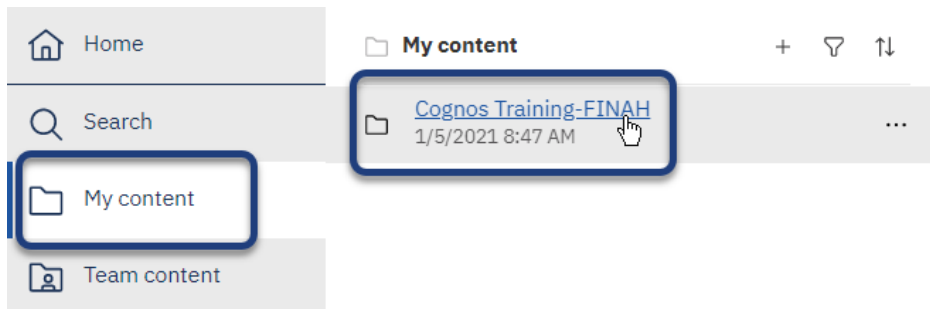 Home
Search
My content
Team content
My content
Cognos Training-FINAH
1/5/2021 8:47 AM